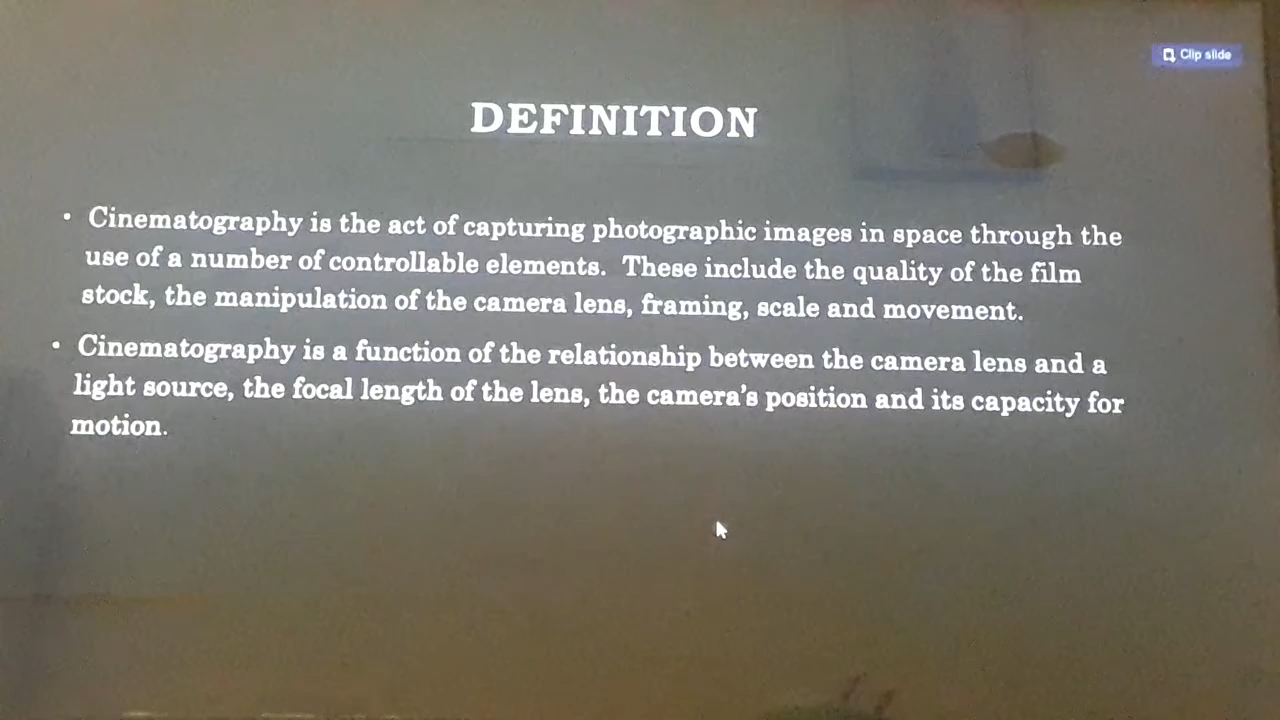 Clip slide
DEFINITION
• Cinematography is the act of capturing photographic images in space through the
use of a number of controllable elements. These include the quality of the film
stock, the manipulation of the camera lens, framing, scale and movement.
• Cinematography is a function of the relationship between the camera lens and a
light source, the focal length of the lens, the camera's position and its capacity for
motion.